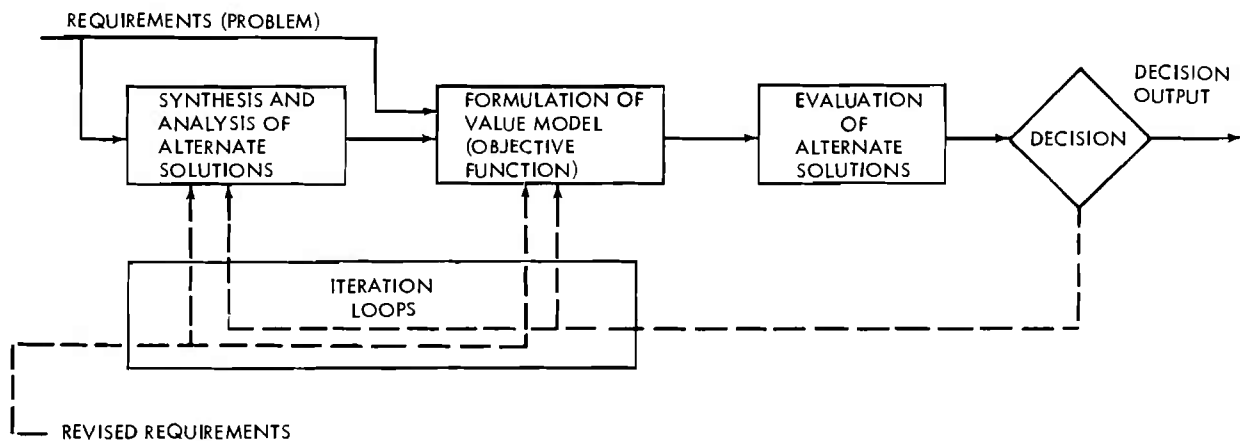 REQUIREMENTS (PROBLEM)
SYNTHESIS AND
ANALYSIS OF
ALTERNATE
SOLUTIONS
FORMULATION OF
VALUE MODEL
(OBJECTIVE
FUNCTION)
EVALUATION
OF
ALTERNATE
SOLUTIONS
DECISION
DECISION
OUTPUT
ITERATION
LOOPS
REVISED REQUIREMENTS